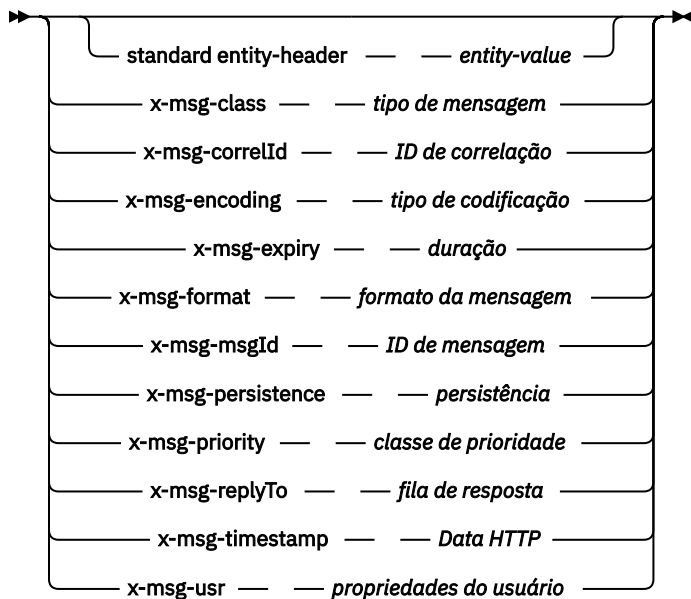 standard entity-header entity-value
x-msg-class tipo de mensagem
x-msg-correlId ID de correlação
x-msg-encoding tipo de codificação
x-msg-expiry duração
x-msg-format formato da mensagem
x-msg-msgId ID de mensagem
x-msg-persistence persistência
x-msg-priority classe de prioridade
x-msg-replyTo fila de resposta
x-msg-timestamp Data HTTP
x-msg-usr propriedades do usuário